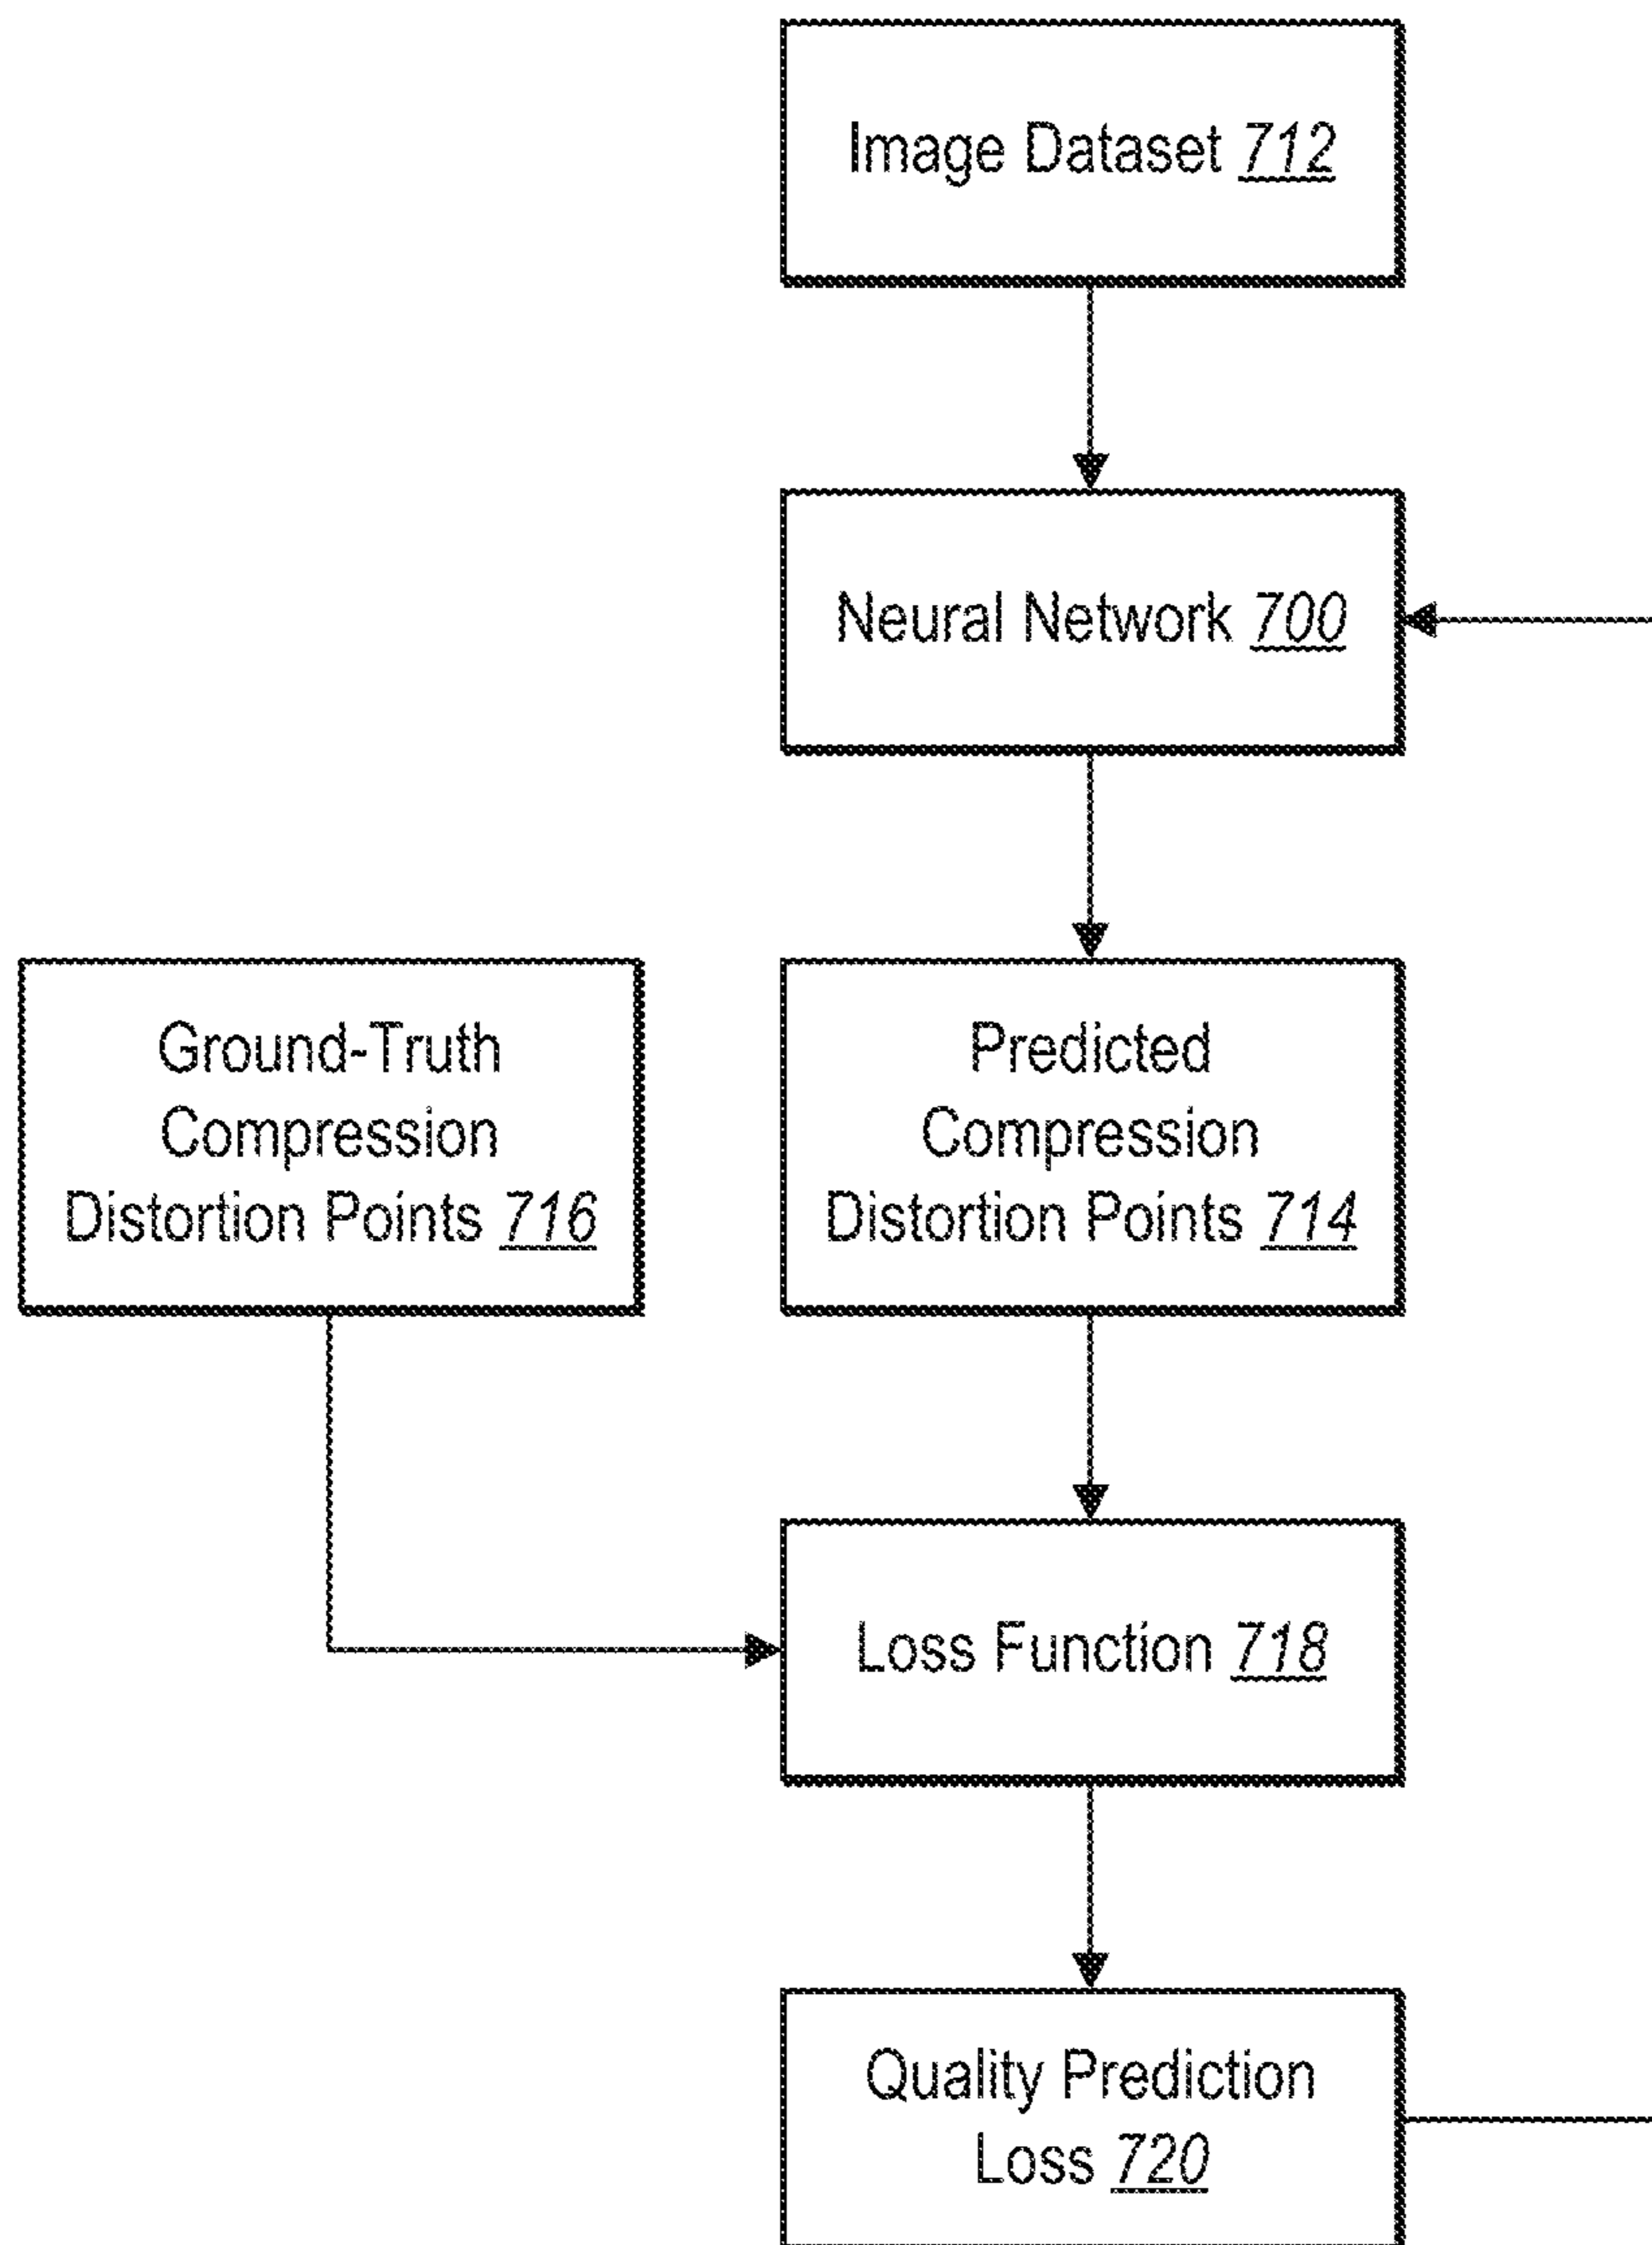 Image Dataset 712
Neural Network 700
Ground-Truth
Compression
Distortion Points 716
Predicted
Compression
Distortion Points 714
Loss Function 718
Quality Prediction
Loss 720